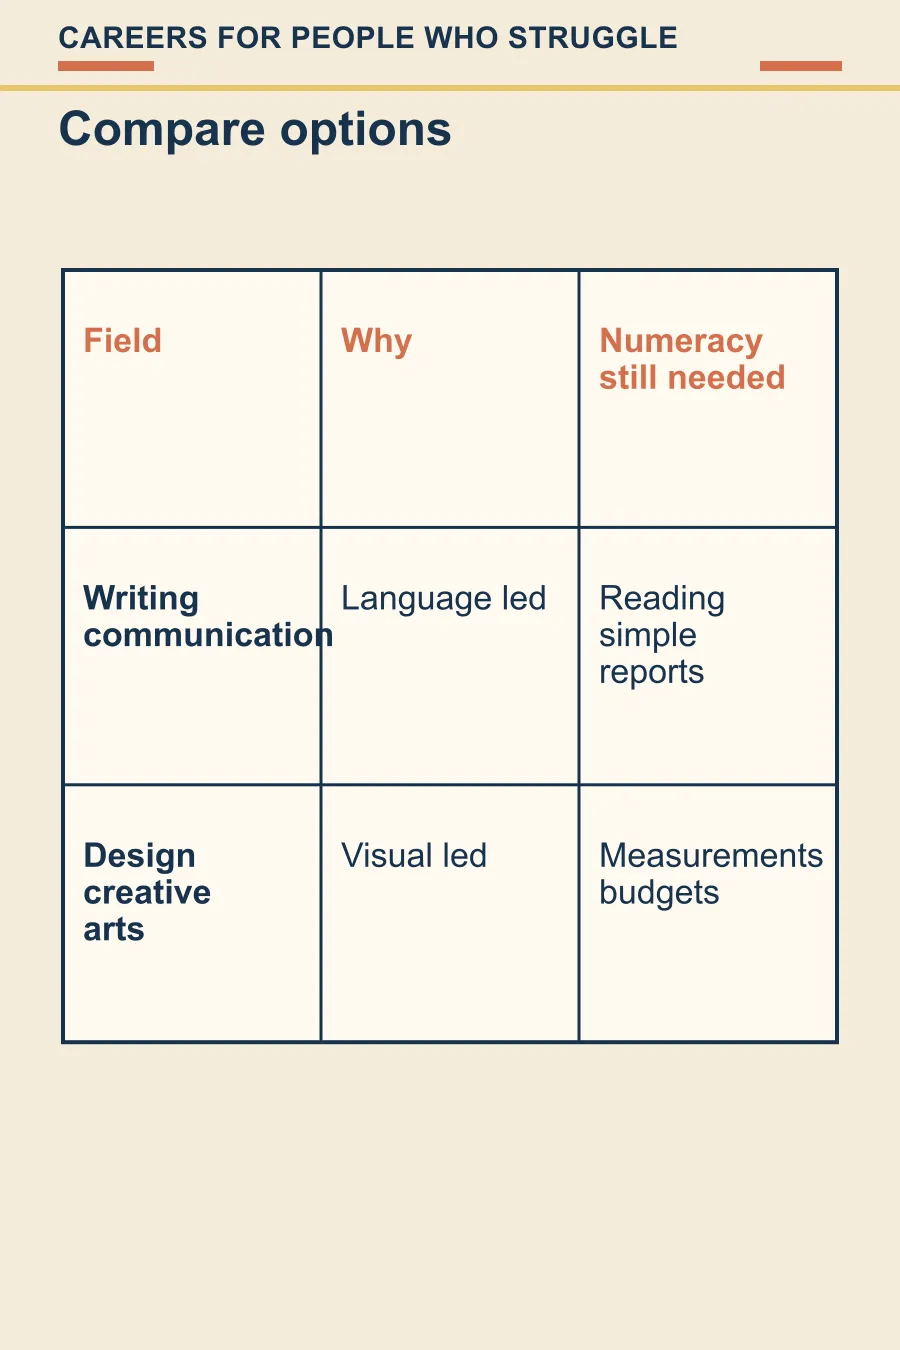 CAREERS FOR PEOPLE WHO STRUGGLE
Compare options
Field
Why
Numeracy
still needed
Writing
communication
Language led
Reading
simple
reports
Design
creative
arts
Visual led
Measurements
budgets